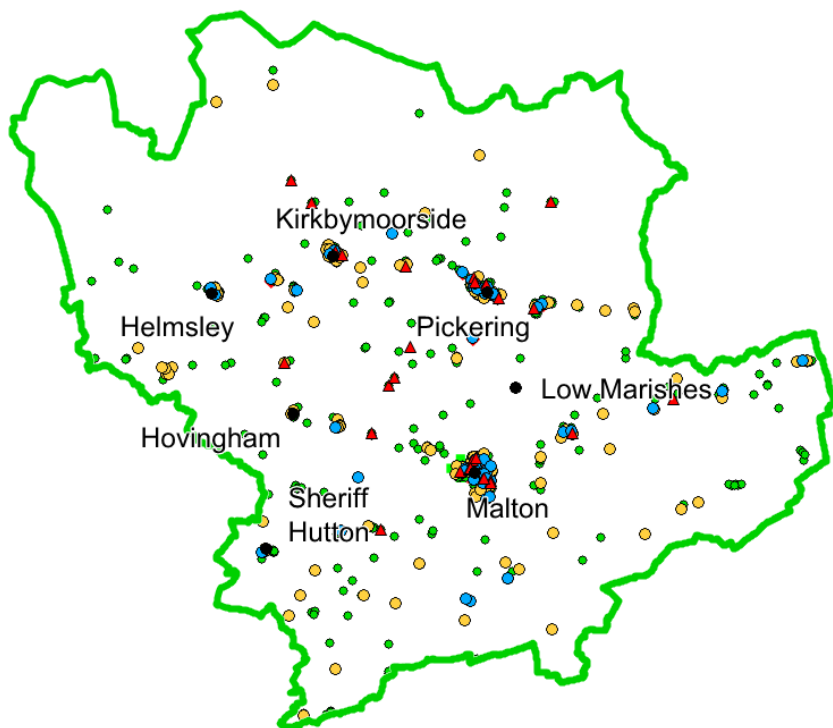 Kirkbymoorside
Helmsley
Pickering
Low Marishes
Hovingham
Sheriff
Hutton
Malton